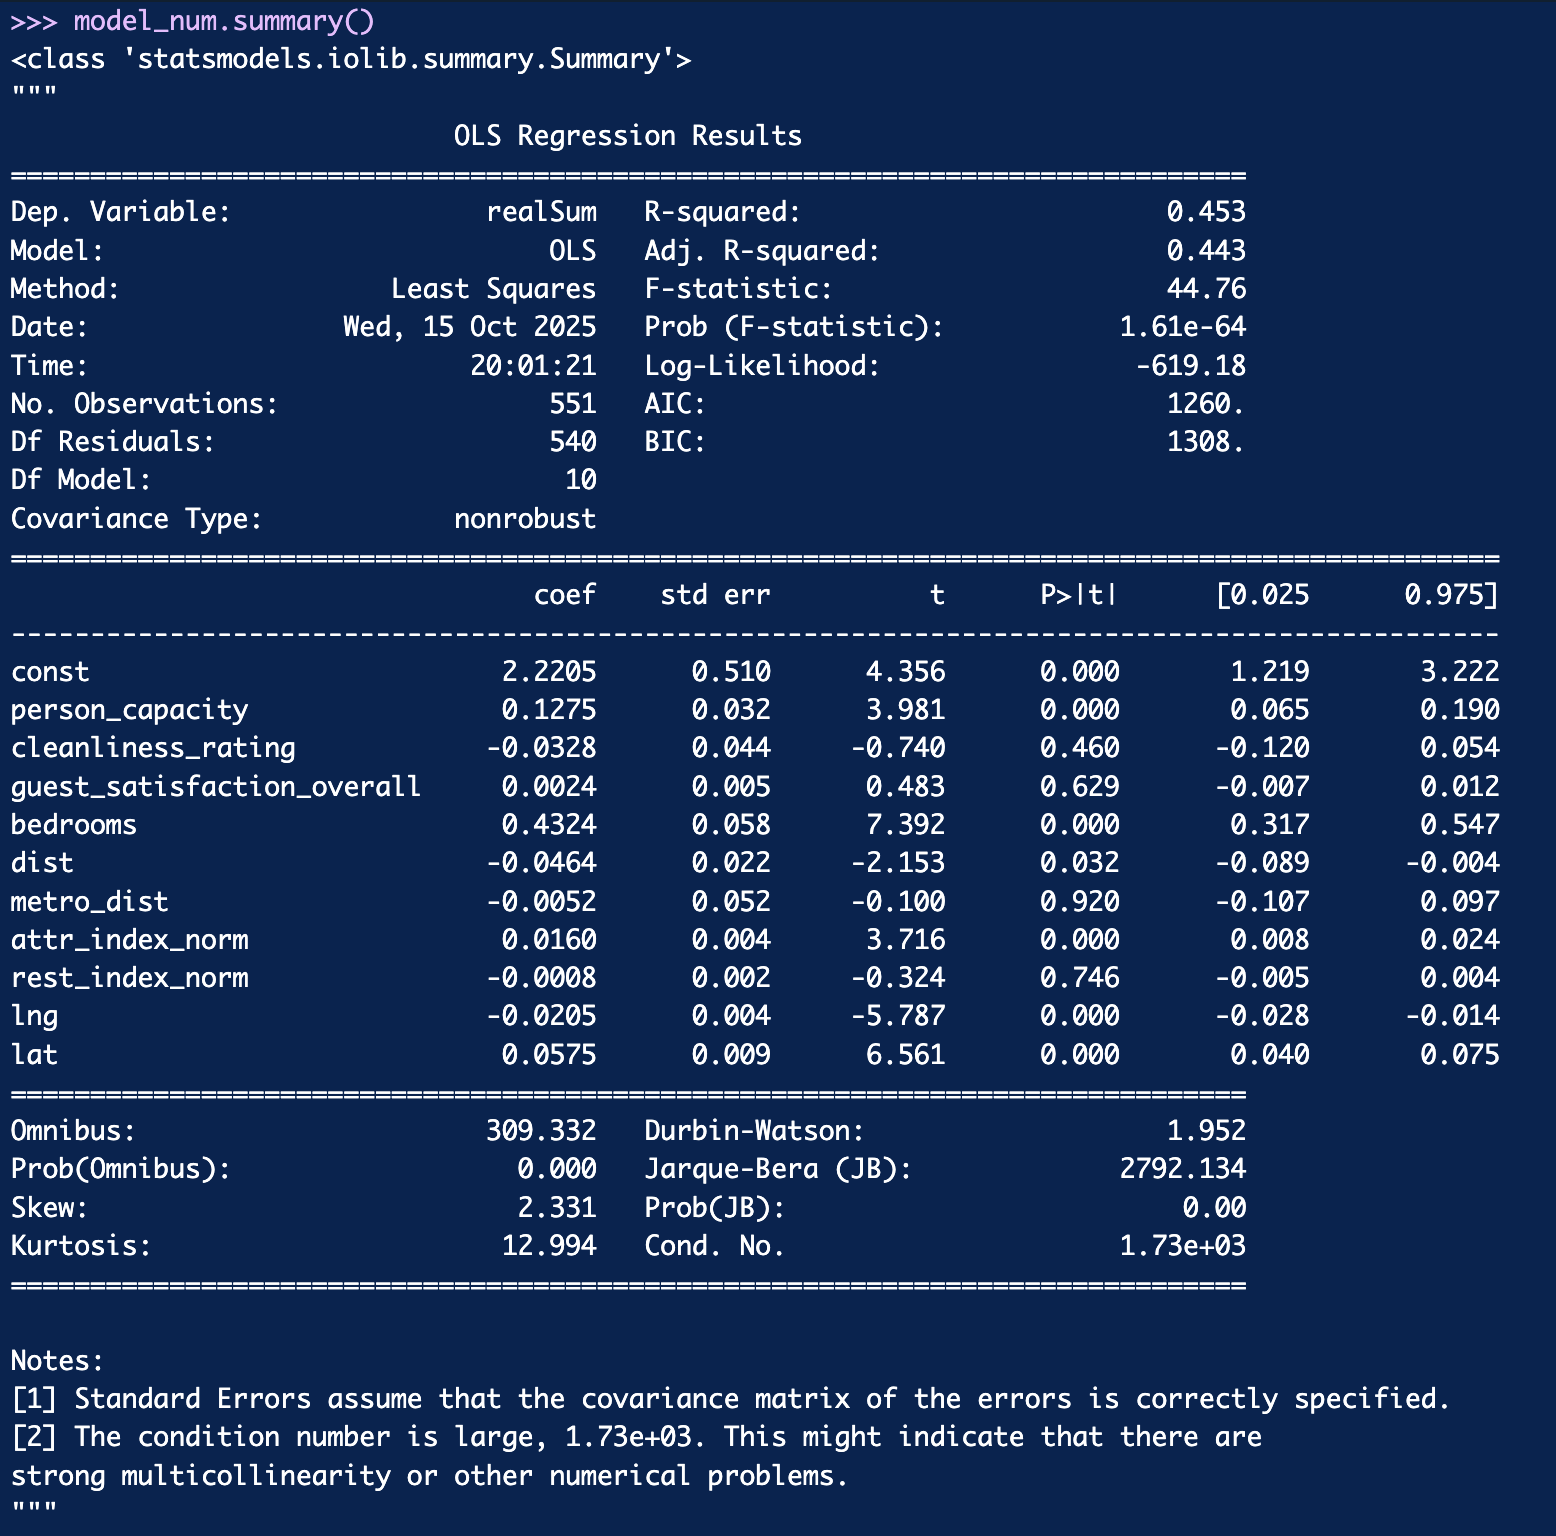 >>> model_num.summary()
<class 'statsmodels.iolib.summary.Summary'>
"""
                            OLS Regression Results
==============================================================================
Dep. Variable:                realSum   R-squared:                       0.453
Model:                            OLS   Adj. R-squared:                  0.443
Method:                 Least Squares   F-statistic:                     44.76
Date:                Wed, 15 Oct 2025   Prob (F-statistic):           1.61e-64
Time:                        20:01:21   Log-Likelihood:                -619.18
No. Observations:                 551   AIC:                             1260.
Df Residuals:                     540   BIC:                             1308.
Df Model:                          10
Covariance Type:            nonrobust
==============================================================================================
                                 coef    std err          t      P>|t|      [0.025      0.975]
----------------------------------------------------------------------------------------------
const                          2.2205      0.510      4.356      0.000       1.219       3.222
person_capacity                0.1275      0.032      3.981      0.000       0.065       0.190
cleanliness_rating            -0.0328      0.044     -0.740      0.460      -0.120       0.054
guest_satisfaction_overall     0.0024      0.005      0.483      0.629      -0.007       0.012
bedrooms                       0.4324      0.058      7.392      0.000       0.317       0.547
dist                          -0.0464      0.022     -2.153      0.032      -0.089      -0.004
metro_dist                    -0.0052      0.052     -0.100      0.920      -0.107       0.097
attr_index_norm                0.0160      0.004      3.716      0.000       0.008       0.024
rest_index_norm               -0.0008      0.002     -0.324      0.746      -0.005       0.004
lng                           -0.0205      0.004     -5.787      0.000      -0.028      -0.014
lat                            0.0575      0.009      6.561      0.000       0.040       0.075
==============================================================================
Omnibus:                      309.332   Durbin-Watson:                   1.952
Prob(Omnibus):                  0.000   Jarque-Bera (JB):             2792.134
Skew:                           2.331   Prob(JB):                         0.00
Kurtosis:                      12.994   Cond. No.                     1.73e+03
==============================================================================

Notes:
[1] Standard Errors assume that the covariance matrix of the errors is correctly specified.
[2] The condition number is large, 1.73e+03. This might indicate that there are
strong multicollinearity or other numerical problems.
"""